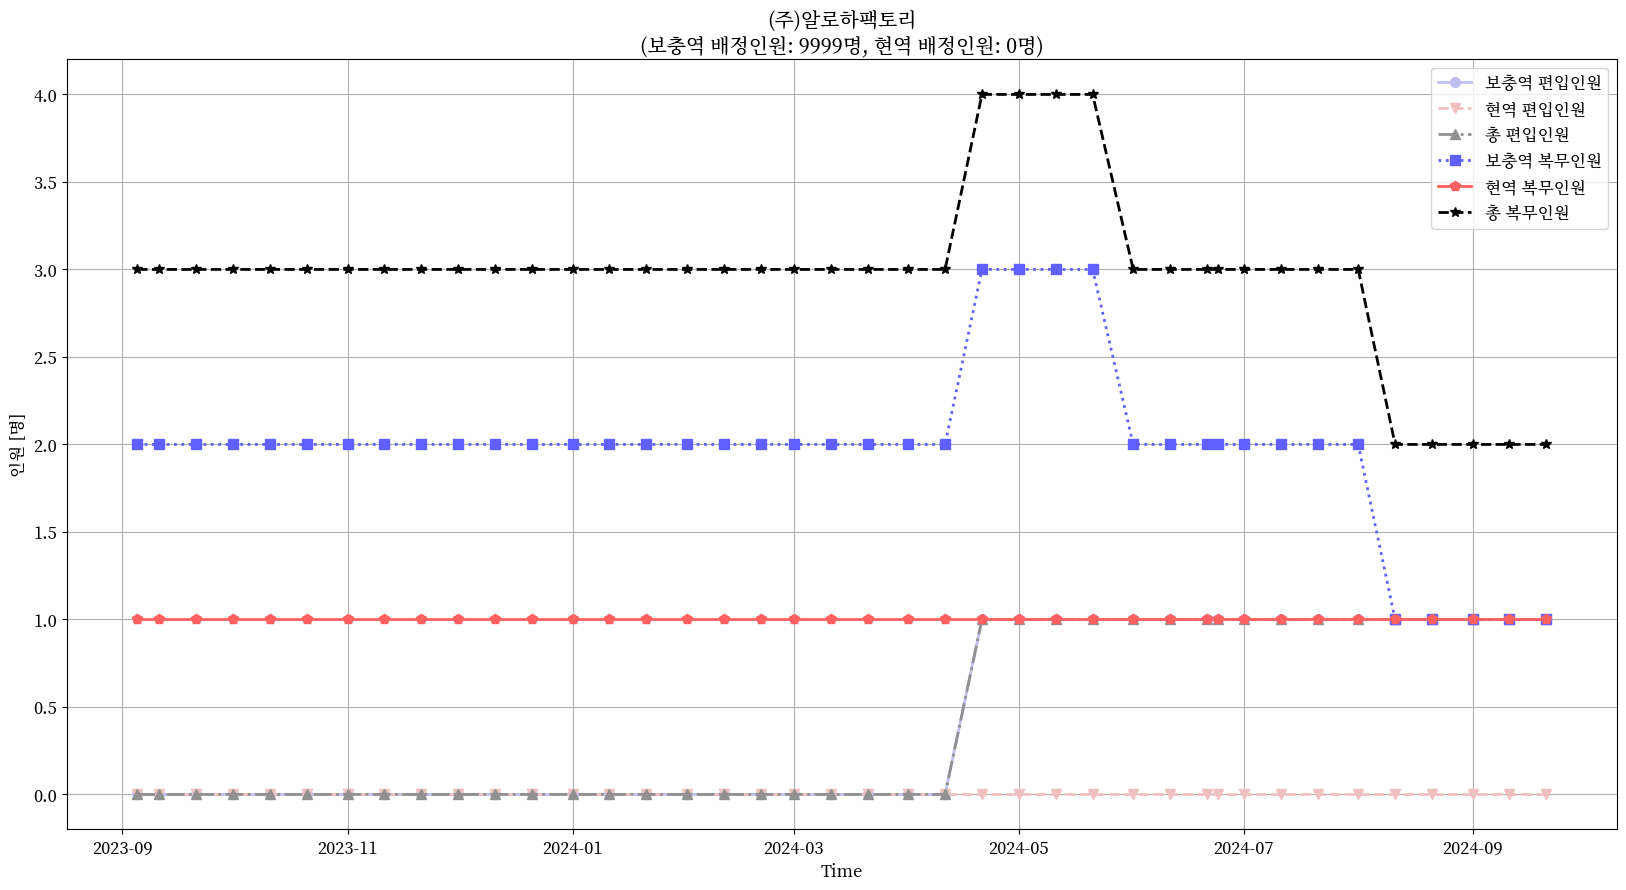 (주)알로하팩토리
(보충역 배정인원: 9999명, 현역 배정인원: 0명)
보충역 편입인원
현역 편입인원
총 편입인원
보충역 복무인원
현역 복무인원
총 복무인원
인원 [명]
4.0
3.5
3.0
2.5
2.0
1.5
1.0
0.5
0.0
2023-09
2023-11
2024-01
2024-03
2024-05
2024-07
2024-09
Time